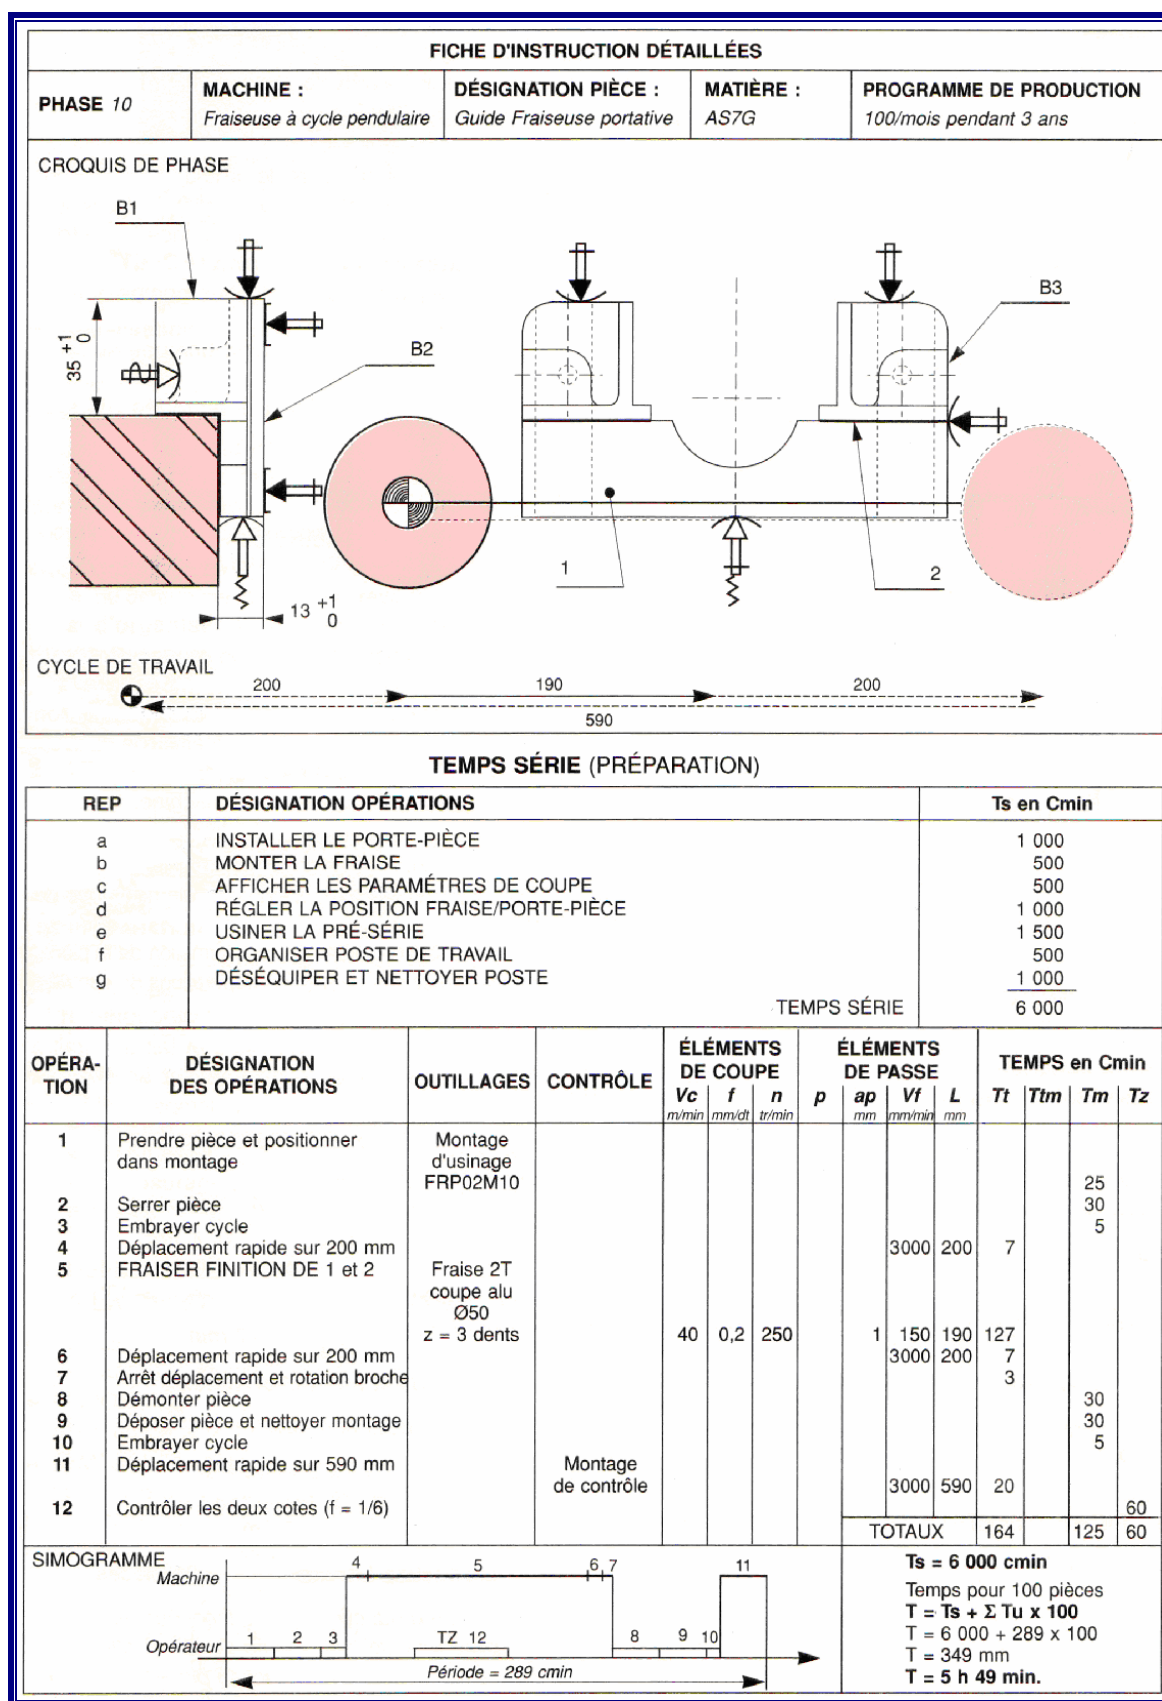 FICHE D'INSTRUCTION DÉTAILLÉES
PHASE 10
MACHINE :
Fraiseuse à cycle pendulaire
DÉSIGNATION PIÈCE :
Guide Fraiseuse portative
MATIÈRE :
AS7G
PROGRAMME DE PRODUCTION
100/mois pendant 3 ans
CROQUIS DE PHASE
B1
B2
B3
35 +1 0
13 +1 0
1
2
CYCLE DE TRAVAIL
200 190 200
590
TEMPS SÉRIE (PRÉPARATION)
REP DÉSIGNATION OPÉRATIONS Ts en Cmin
a INSTALLER LE PORTE-PIÈCE 1 000
b MONTER LA FRAISE 500
c AFFICHER LES PARAMÉTRES DE COUPE 500
d RÉGLER LA POSITION FRAISE/PORTE-PIÈCE 1 000
e USINER LA PRÉ-SÉRIE 1 500
f ORGANISER POSTE DE TRAVAIL 500
g DÉSÉQUIPER ET NETTOYER POSTE 1 000
TEMPS SÉRIE 6 000
OPÉRA-
TION
DÉSIGNATION
DES OPÉRATIONS
OUTILLAGES
CONTRÔLE
ÉLÉMENTS
DE COUPE
ÉLÉMENTS
DE PASSE
TEMPS en Cmin
Vc f n p ap Vf L Tt Ttm Tm Tz
m/min mm/dt tr/min mm mm/min mm
1 Prendre pièce et positionner Montage
dans montage d'usinage
FRP02M10 25
2 Serrer pièce 30
3 Embrayer cycle 5
4 Déplacement rapide sur 200 mm 3000 200 7
5 FRAISER FINITION DE 1 et 2 Fraise 2T
coupe alu
Ø50
z = 3 dents 40 0,2 250 1 150 190 127
6 Déplacement rapide sur 200 mm 3000 200 7
7 Arrêt déplacement et rotation broche 3
8 Démonter pièce 30
9 Déposer pièce et nettoyer montage 30
10 Embrayer cycle 5
11 Déplacement rapide sur 590 mm Montage
de contrôle 3000 590 20
12 Contrôler les deux cotes (f = 1/6) 60
TOTAUX 164 125 60
SIMOGRAMME
Machine
4 5 6,7 11
Opérateur
1 2 3 TZ 12 8 9 10
Période = 289 cmin
Ts = 6 000 cmin
Temps pour 100 pièces
T = Ts + Σ Tu x 100
T = 6 000 + 289 x 100
T = 349 mm
T = 5 h 49 min.